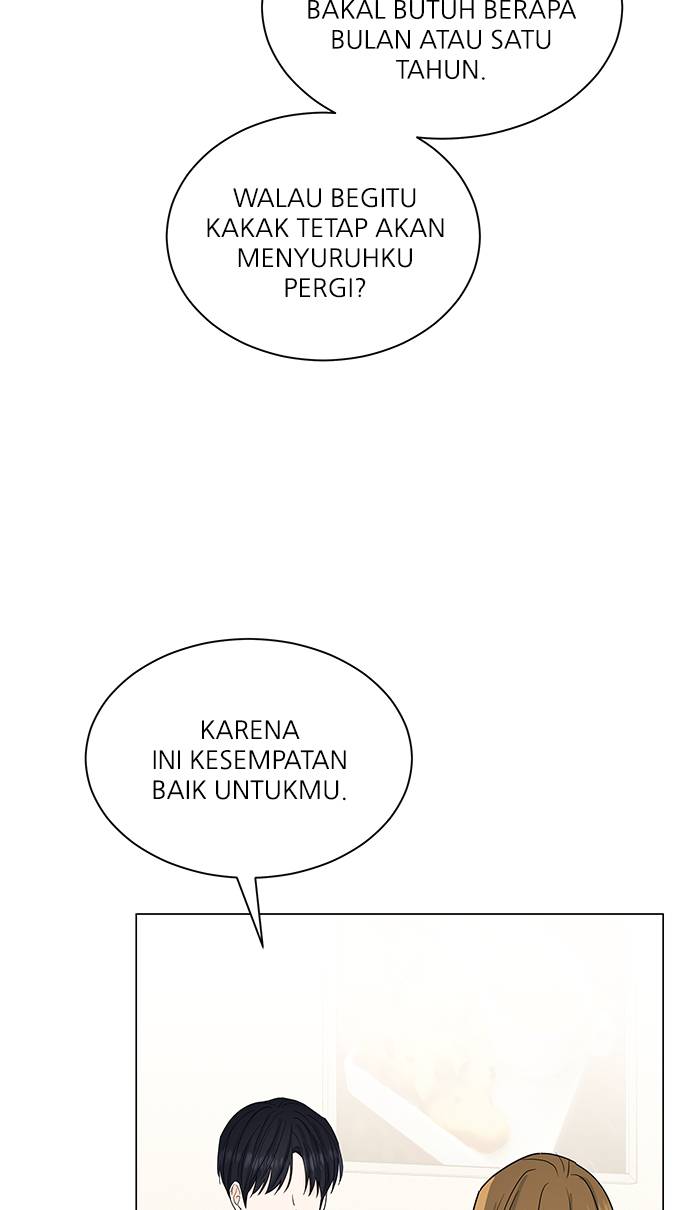 BAKAL BUTUH BERAPA
BULAN ATAU SATU
TAHUN.
WALAU BEGITU
KAKAK TETAP AKAN
MENYURUHKU
PERGI?
KARENA
INI KESEMPATAN
BAIK UNTUKMU.